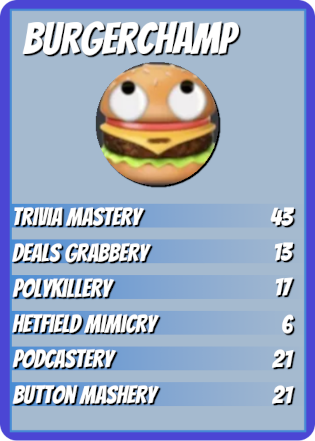 BURGERCHAMP
TRIVIA MASTERY 43
DEALS GRABBERY 13
POLYKILLERY 17
HETFIELD MIMICRY 6
PODCASTERY 21
BUTTON MASHERY 21